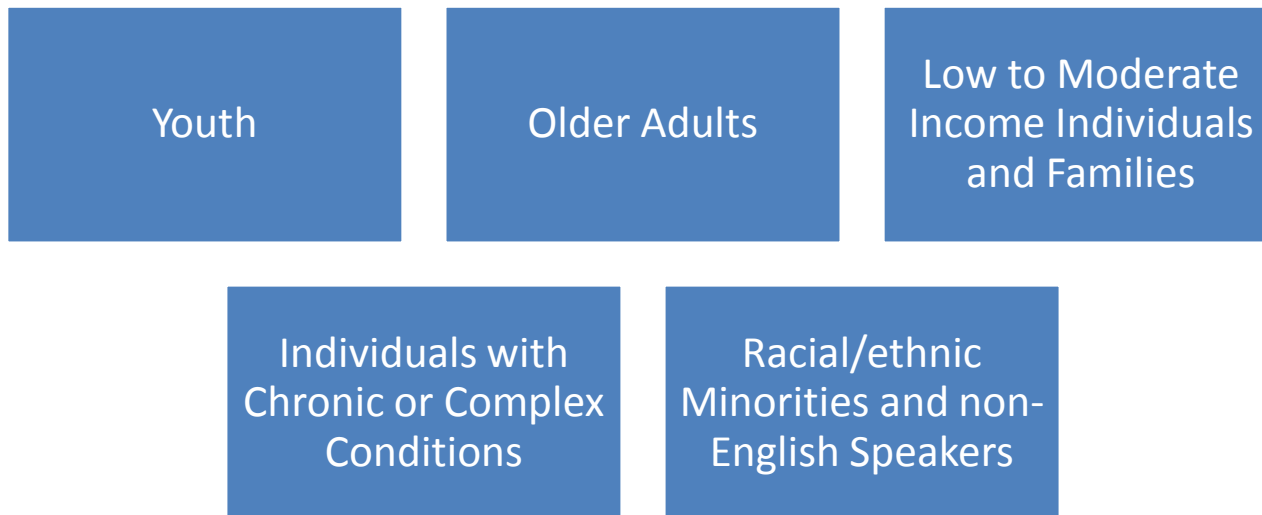 Youth
Older Adults
Low to Moderate
Income Individuals
and Families
Individuals with
Chronic or Complex
Conditions
Racial/ethnic
Minorities and non-
English Speakers